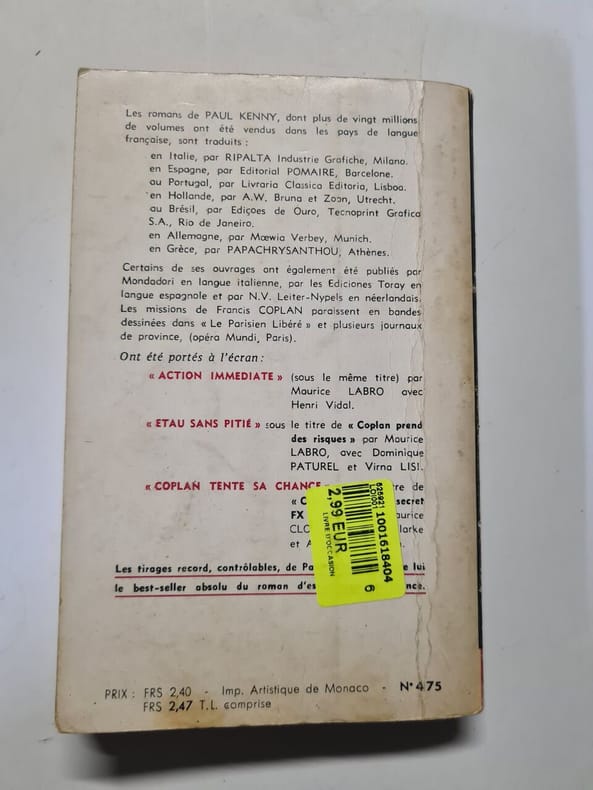 Les romans de PAUL KENNY, dont plus de vingt millions
de volumes ont été vendus dans les pays de langue
française, sont traduits :
en Italie, par RIPALTA Industrie Grafiche, Milano.
en Espagne, par Editorial POMAIRE, Barcelone.
au Portugal, par Livraria Classica Editoria, Lisboa.
en Hollande, par A.W. Bruna et Zoon, Utrecht.
au Brésil, par Ediçoes de Ouro, Tecnoprint Grafica
S.A., Rio de Janeiro.
en Allemagne, par Mœwia Verbey, Munich.
en Grèce, par PAPACHRYSANTHOU, Athènes.
Certains de ses ouvrages ont également été publiés par
Mondadori en langue italienne, par les Ediciones Toray en
langue espagnole et par N.V. Leiter-Nypels en néerlandais.
Les missions de Francis COPLAN paraissent en bandes
dessinées dans « Le Parisien Libéré » et plusieurs journaux
de province, (opéra Mundi, Paris).
Ont été portés à l'écran :
« ACTION IMMEDIATE » (sous le même titre) par
Maurice LABRO avec
Henri Vidal.
« ETAU SANS PITIÉ » sous le titre de « Coplan prend
des risques » par Maurice
LABRO, avec Dominique
PATUREL et Virna LISI.
« COPLAN TENTE SA CHANCE de
secret
FX
CLO
et A
Les tirages record, contrôlables, de Pa lui
le best-seller absolu du roman d'es
626921
LOI001
1001618404
2,99 EUR
LIVRE D'OCCASION
6
PRIX : FRS 2,40 - Imp. Artistique de Monaco - N° 475
FRS 2,47 T.L. comprise